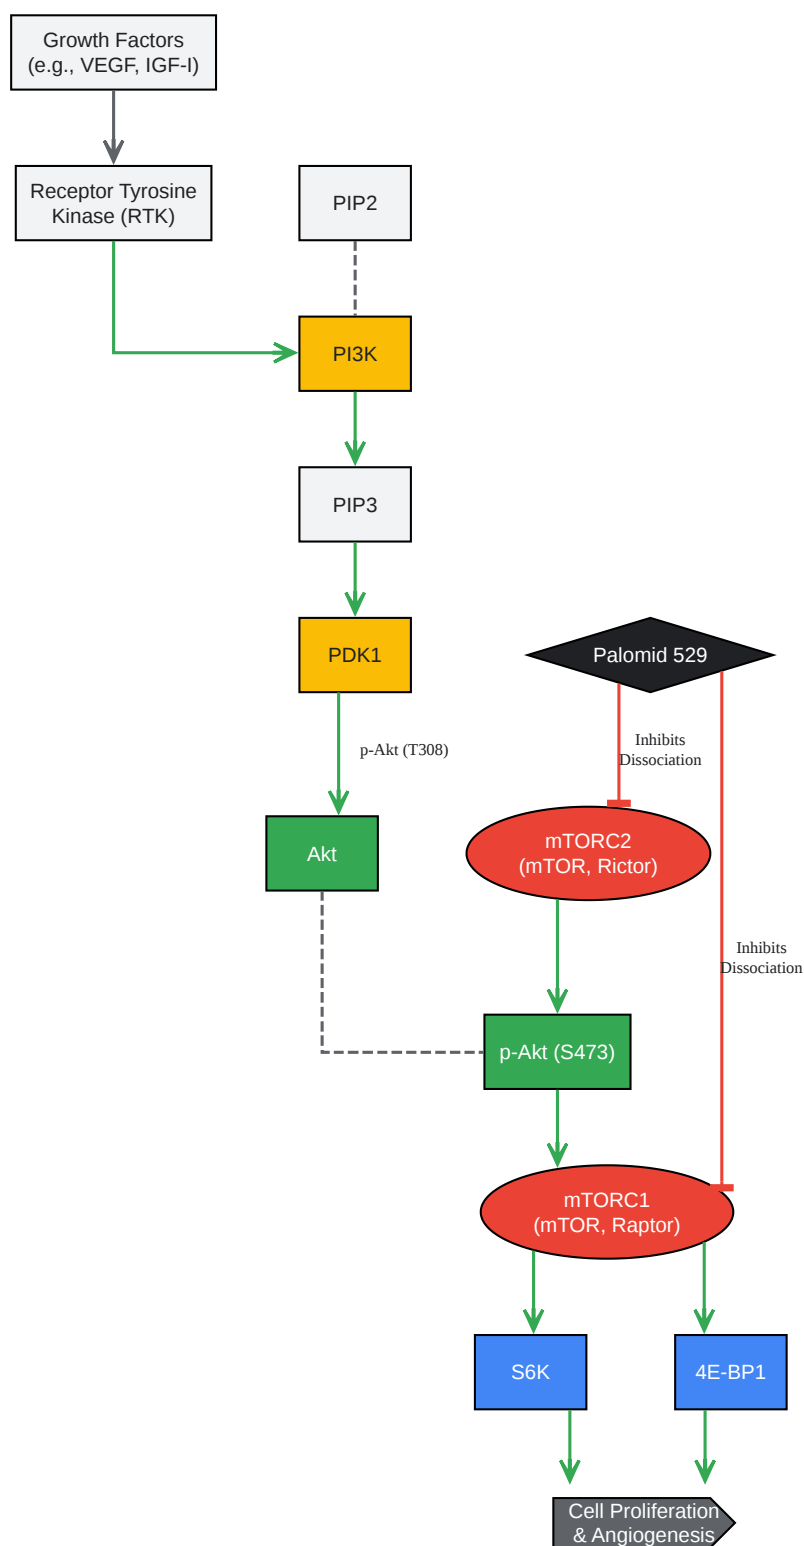 Growth Factors
(e.g., VEGF, IGF-I)
Receptor Tyrosine
Kinase (RTK)
PIP2
PI3K
PIP3
PDK1
Palomid 529
p-Akt (T308)
Inhibits
Dissociation
Akt
mTORC2
(mTOR, Rictor)
Inhibits
Dissociation
p-Akt (S473)
mTORC1
(mTOR, Raptor)
S6K
4E-BP1
Cell Proliferation
& Angiogenesis